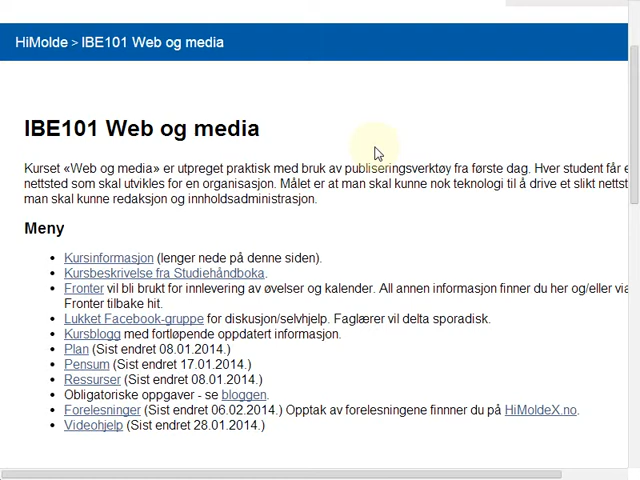 HiMolde > IBE101 Web og media
IBE101 Web og media
Kurset «Web og media» er utpreget praktisk med bruk av publiseringsverktøy fra første dag. Hver student får
nettsted som skal utvikles for en organisasjon. Målet er at man skal kunne nok teknologi til å drive et slikt
man skal kunne redaksjon og innholdsadministrasjon.
Meny
• Kursinformasjon (lenger nede på denne siden).
• Kursbeskrivelse fra Studiehåndboka.
• Fronter vil bli brukt for innlevering av øvelser og kalender. All annen informasjon finner du her og/eller via
Fronter tilbake hit.
• Lukket Facebook-gruppe for diskusjon/selvhjelp. Faglærer vil delta sporadisk.
• Kursblogg med fortløpende oppdatert informasjon.
• Plan (Sist endret 08.01.2014.)
• Pensum (Sist endret 17.01.2014.)
• Ressurser (Sist endret 08.01.2014.)
• Obligatoriske oppgaver - se bloggen.
• Forelesninger (Sist endret 06.02.2014.) Opptak av forelesningene finnner du på HiMoldeX.no.
• Videohjelp (Sist endret 28.01.2014.)